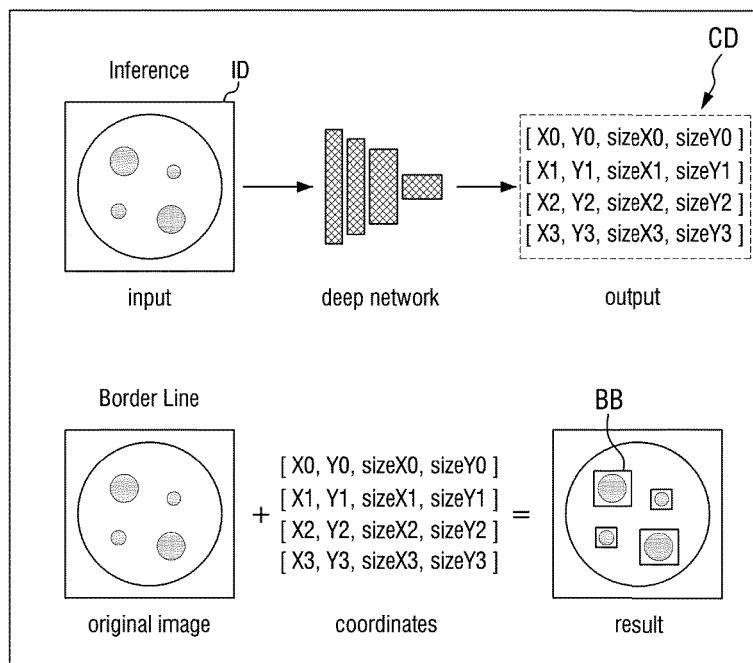 CD
Inference
ID
[ X0, Y0, sizeX0, sizeY0 ]
[ X1, Y1, sizeX1, sizeY1 ]
[ X2, Y2, sizeX2, sizeY2 ]
[ X3, Y3, sizeX3, sizeY3 ]
input
deep network
output
Border Line
BB
[ X0, Y0, sizeX0, sizeY0 ]
[ X1, Y1, sizeX1, sizeY1 ]
+ [ X2, Y2, sizeX2, sizeY2 ] =
[ X3, Y3, sizeX3, sizeY3 ]
original image
coordinates
result